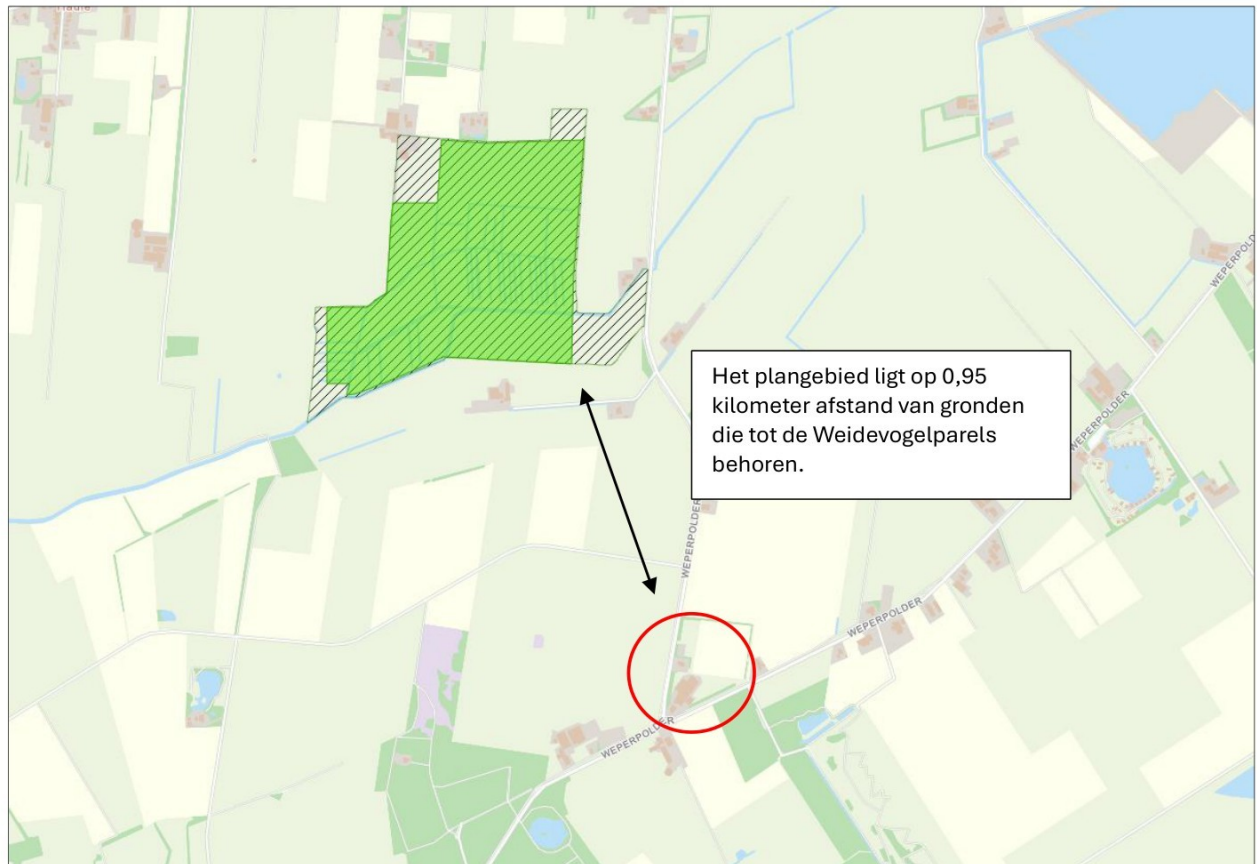 Het plangebied ligt op 0,95
kilometer afstand van gronden
die tot de Weidevogelparels
behoren.
WEPERPOLD
WEPERPOLDER
WEPERPOLDER
WEPERPOLDER
WEPERPOLDER